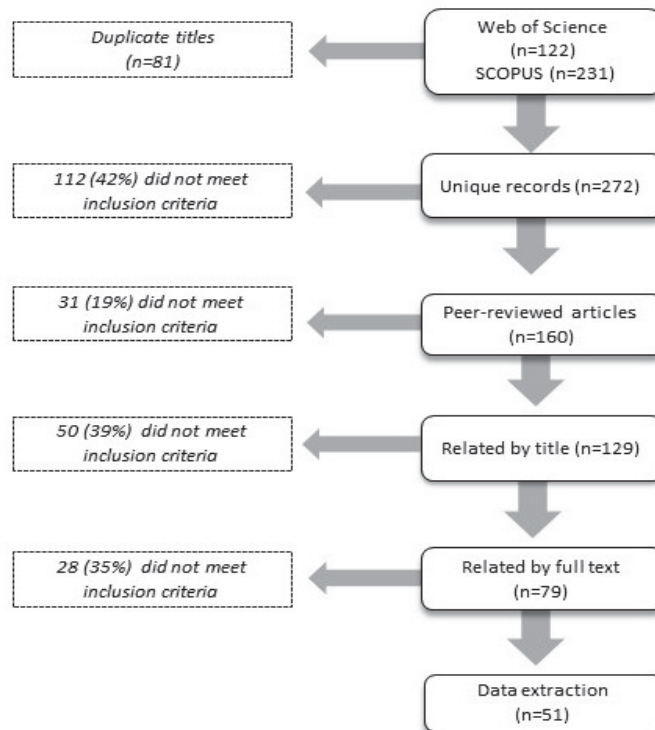 Duplicate titles
(n=81)
Web of Science
(n=122)
SCOPUS (n=231)
112 (42%) did not meet
inclusion criteria
Unique records (n=272)
31 (19%) did not meet
inclusion criteria
Peer-reviewed articles
(n=160)
50 (39%) did not meet
inclusion criteria
Related by title (n=129)
28 (35%) did not meet
inclusion criteria
Related by full text
(n=79)
Data extraction
(n=51)